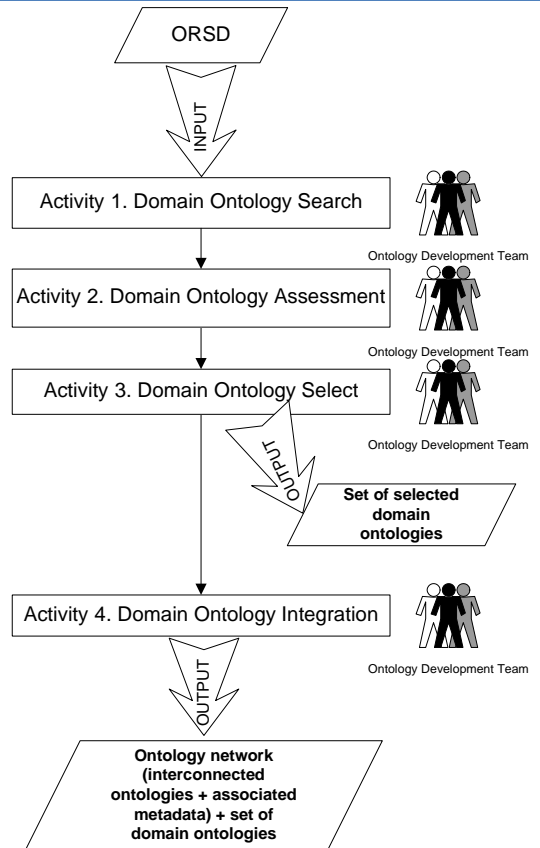 ORSD
INPUT
Activity 1. Domain Ontology Search
Ontology Development Team
Activity 2. Domain Ontology Assessment
Ontology Development Team
Activity 3. Domain Ontology Select
Ontology Development Team
OUTPUT
Set of selected
domain
ontologies
Activity 4. Domain Ontology Integration
Ontology Development Team
OUTPUT
Ontology network
(interconnected
ontologies + associated
metadata) + set of
domain ontologies